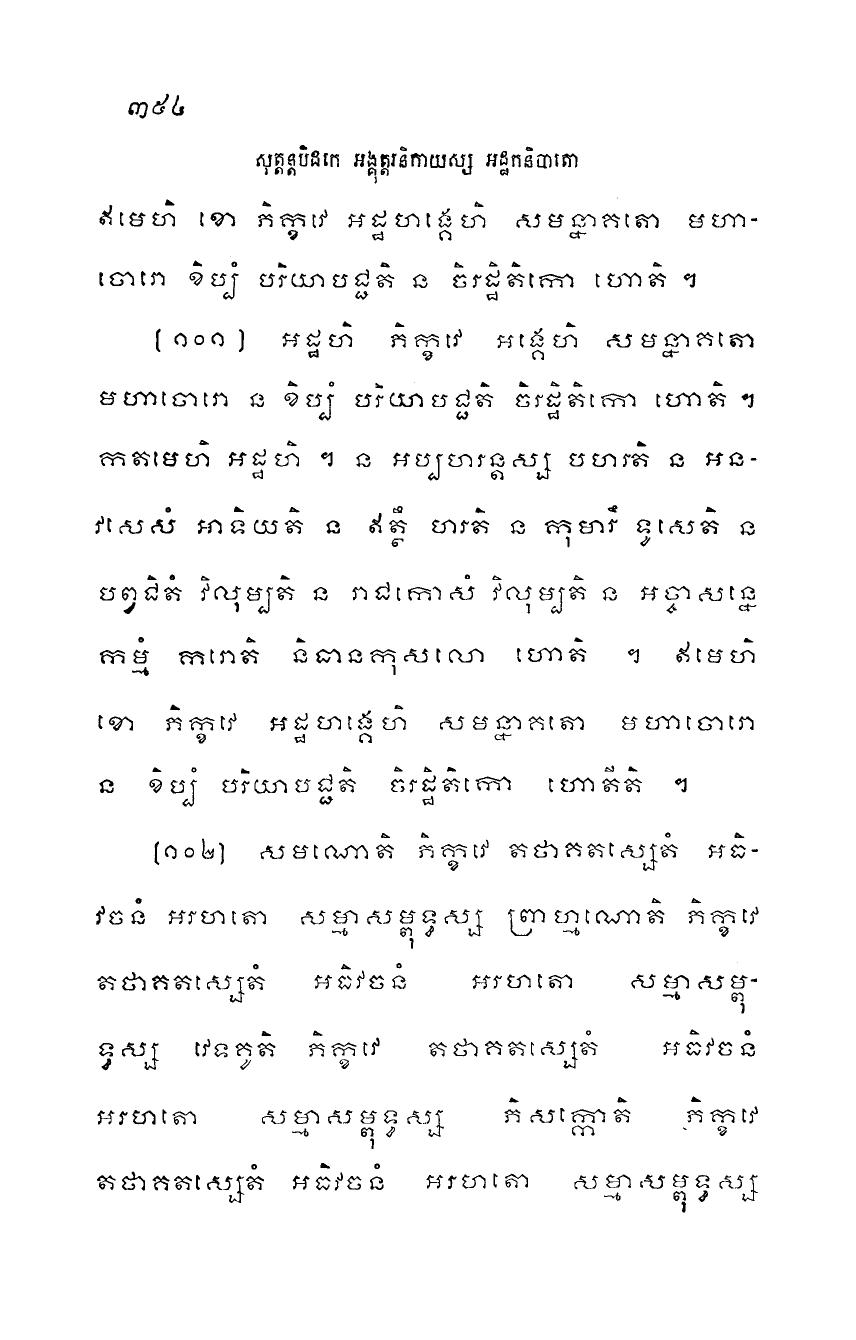 ៣៥៤
សុត្តន្តបិដកេ អង្គុត្តរនិកាយស្ស អដ្ឋកនិបាតោ
ឥមេហិ ខោ ភិក្ខវេ អដ្ឋហង្គេហិ សមន្នាគតោ មហា-
ចោរោ ខិប្បំ បរិយាបជ្ជតិ ន ចិរដ្ឋិតិកោ ហោតិ ។
[១០១] អដ្ឋហិ ភិក្ខវេ អង្គេហិ សមន្នាគតោ
មហាចោរោ ន ខិប្បំ បរិយាបជ្ជតិ ចិរដ្ឋិតិកោ ហោតិ ។
កតមេហិ អដ្ឋហិ ។ ន អប្បហរន្តស្ស បហរតិ ន អន-
វសេសំ អាទិយតិ ន ឥត្ថឹ ហរតិ ន កុមារឹ ទូសេតិ ន
បព្វជិតំ វិលុម្បតិ ន រាជកោសំ វិលុម្បតិ ន អច្ចាសន្នេ
កម្មំ ករោតិ និធានកុសលោ ហោតិ ។ ឥមេហិ
ខោ ភិក្ខវេ អដ្ឋហង្គេហិ សមន្នាគតោ មហាចោរោ
ន ខិប្បំ បរិយាបជ្ជតិ ចិរដ្ឋិតិកោ ហោតីតិ ។
[១០២] សមណោតិ ភិក្ខវេ តថាគតស្សេតំ អធិ-
វចនំ អរហតោ សម្មាសម្ពុទ្ធស្ស ព្រាហ្មណោតិ ភិក្ខវេ
តថាគតស្សេតំ អធិវចនំ អរហតោ សម្មាសម្ពុ-
ទ្ធស្ស វេទគូតិ ភិក្ខវេ តថាគតស្សេតំ អធិវចនំ
អរហតោ សម្មាសម្ពុទ្ធស្ស ភិសក្កោតិ ភិក្ខវេ
តថាគតស្សេតំ អធិវចនំ អរហតោ សម្មាសម្ពុទ្ធស្ស